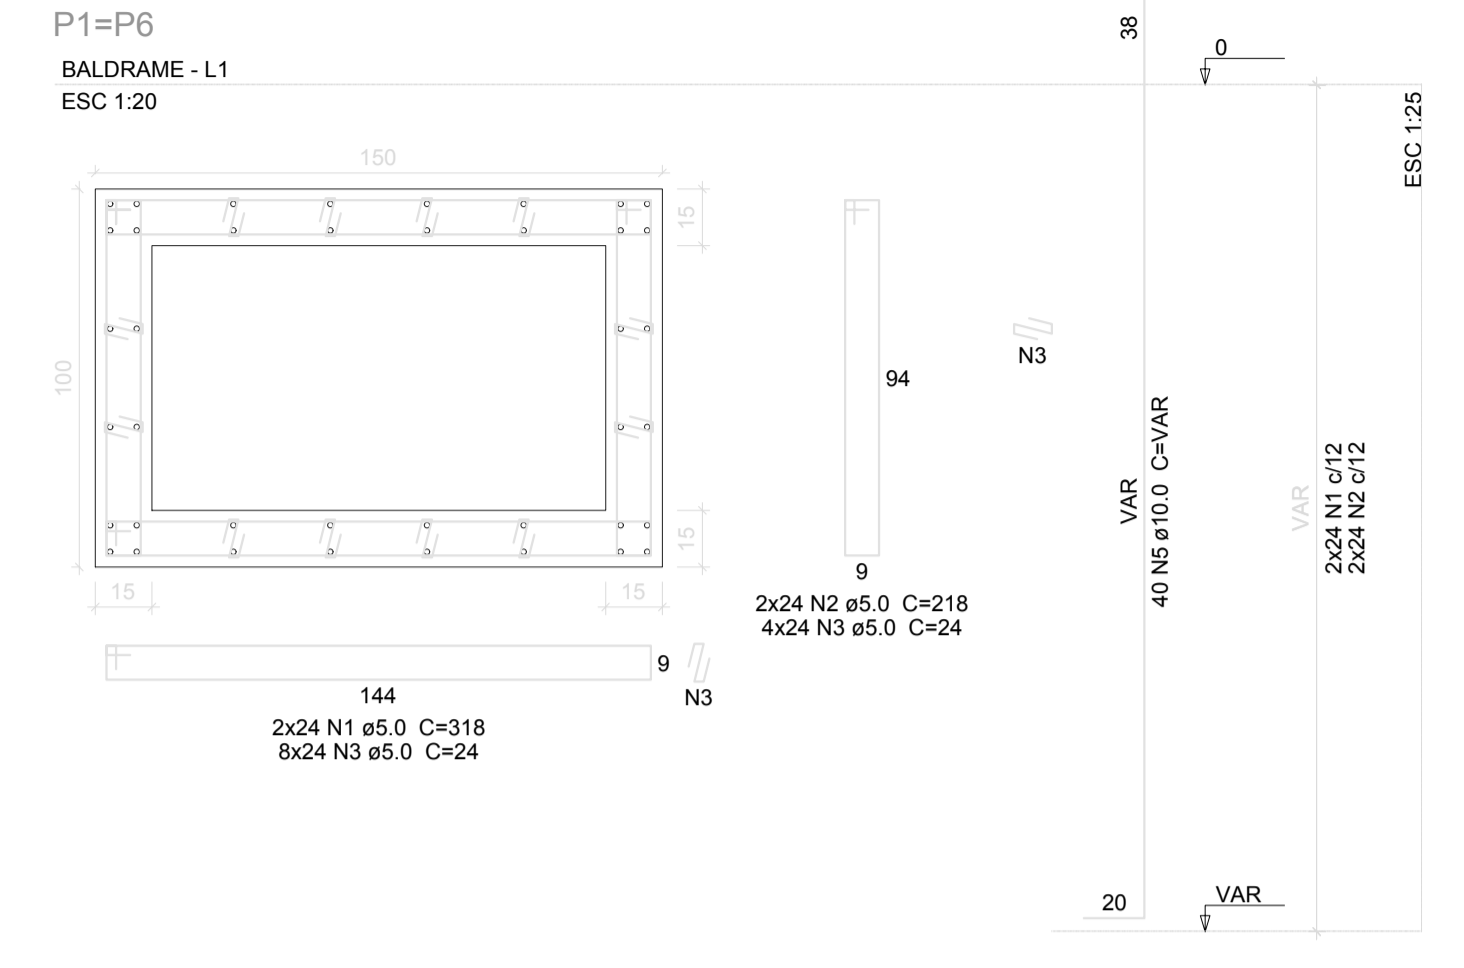 P1=P6
BALDRAME - L1
ESC 1:20
150
15
100
15
15
15
144
9
N3
2x24 N1 ø5.0 C=318
8x24 N3 ø5.0 C=24
94
9
2x24 N2 ø5.0 C=218
4x24 N3 ø5.0 C=24
N3
38
VAR
40 N5 ø10.0 C=VAR
20
0
VAR
VAR
2x24 N1 c/12
2x24 N2 c/12
ESC 1:25